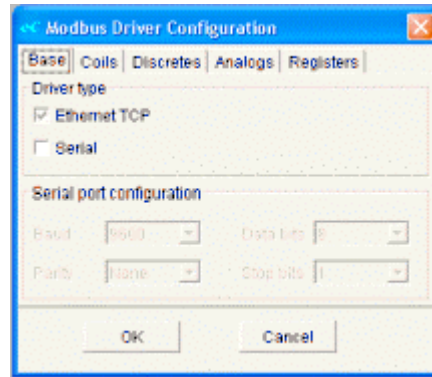 Modbus Driver Configuration
Base Coils Discretes Analogs Registers
Driver type
Ethernet TCP
Serial
Serial port configuration
Baud 9600 Data bits 8
Parity None Stop bits 1
OK Cancel